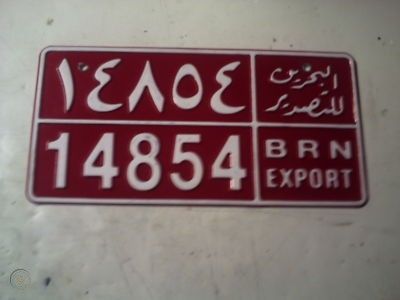 ١٤٨٥٤
البحرين
للتصدير
14854
BRN
EXPORT